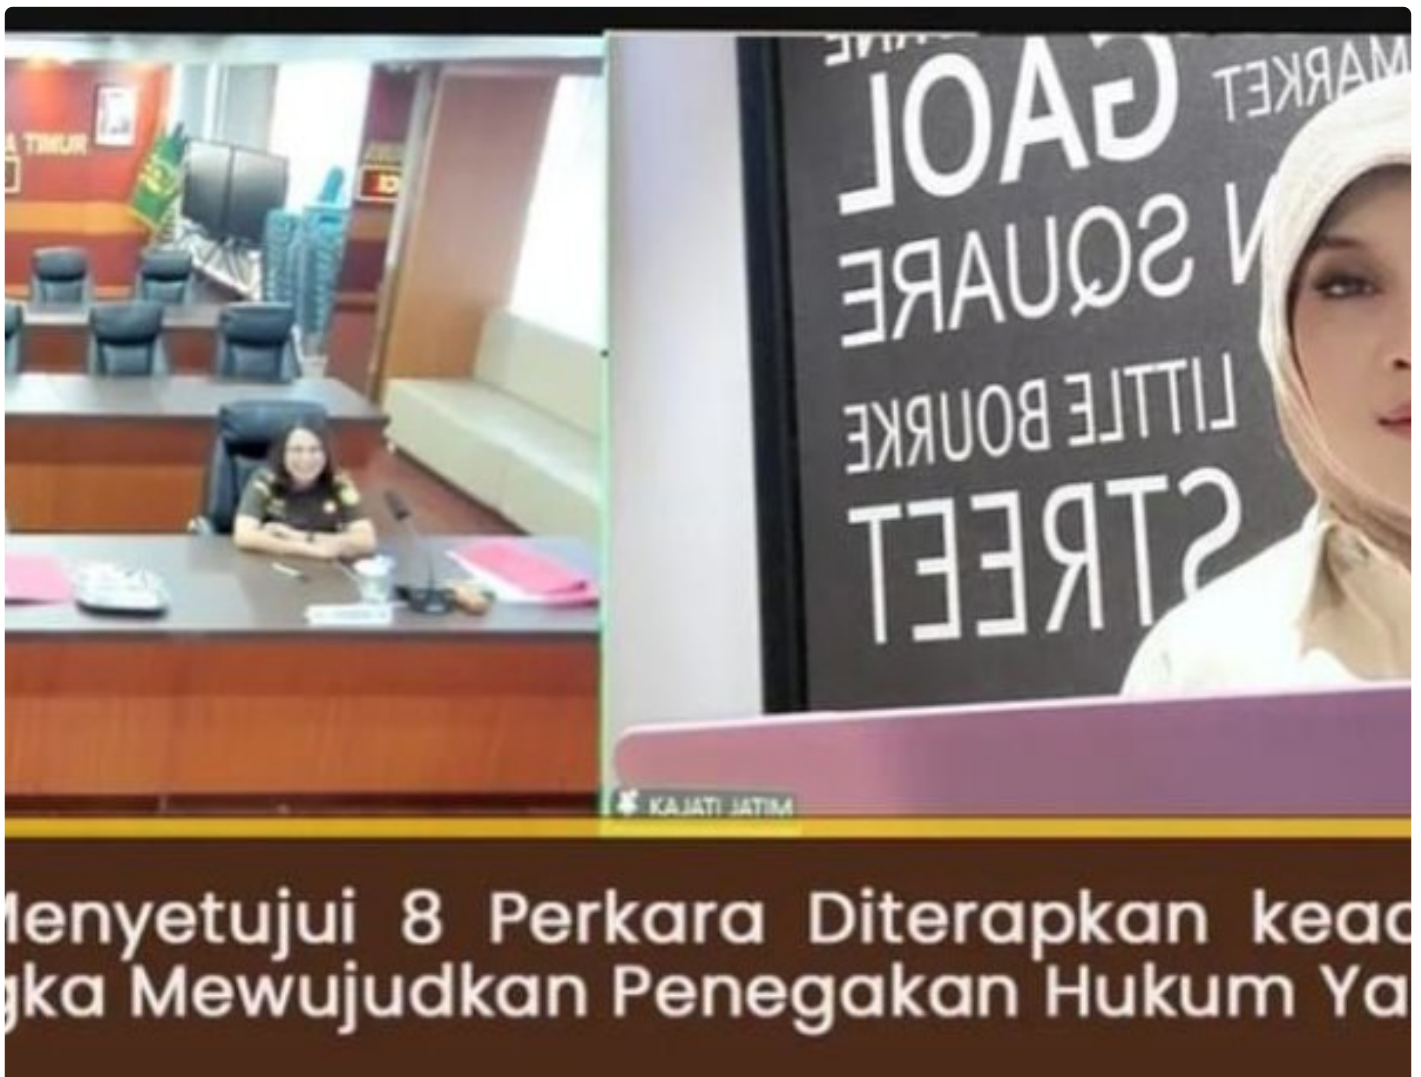 GAOL
MARKET
SQUARE
LITTLE BOURKE
STREET
KAJATI JATIM
Menyetujui 8 Perkara Diterapkan
Mewujudkan Penegakan Hukum